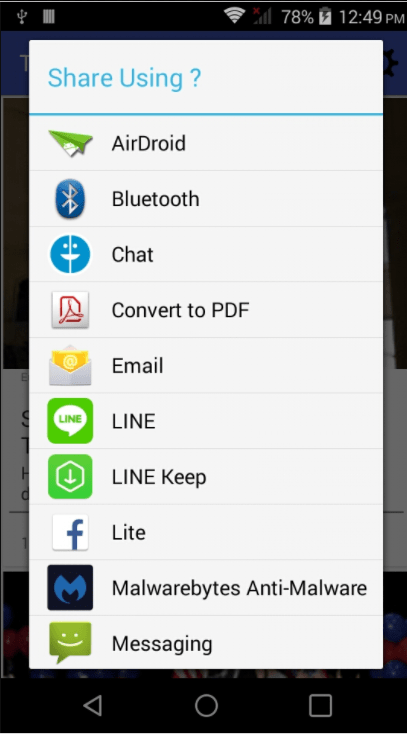 78% 12:49 PM
T
Share Using ?
AirDroid
Bluetooth
Chat
Convert to PDF
@
Email
LINE
LINE
LINE Keep
f
Lite
Malwarebytes Anti-Malware
Messaging